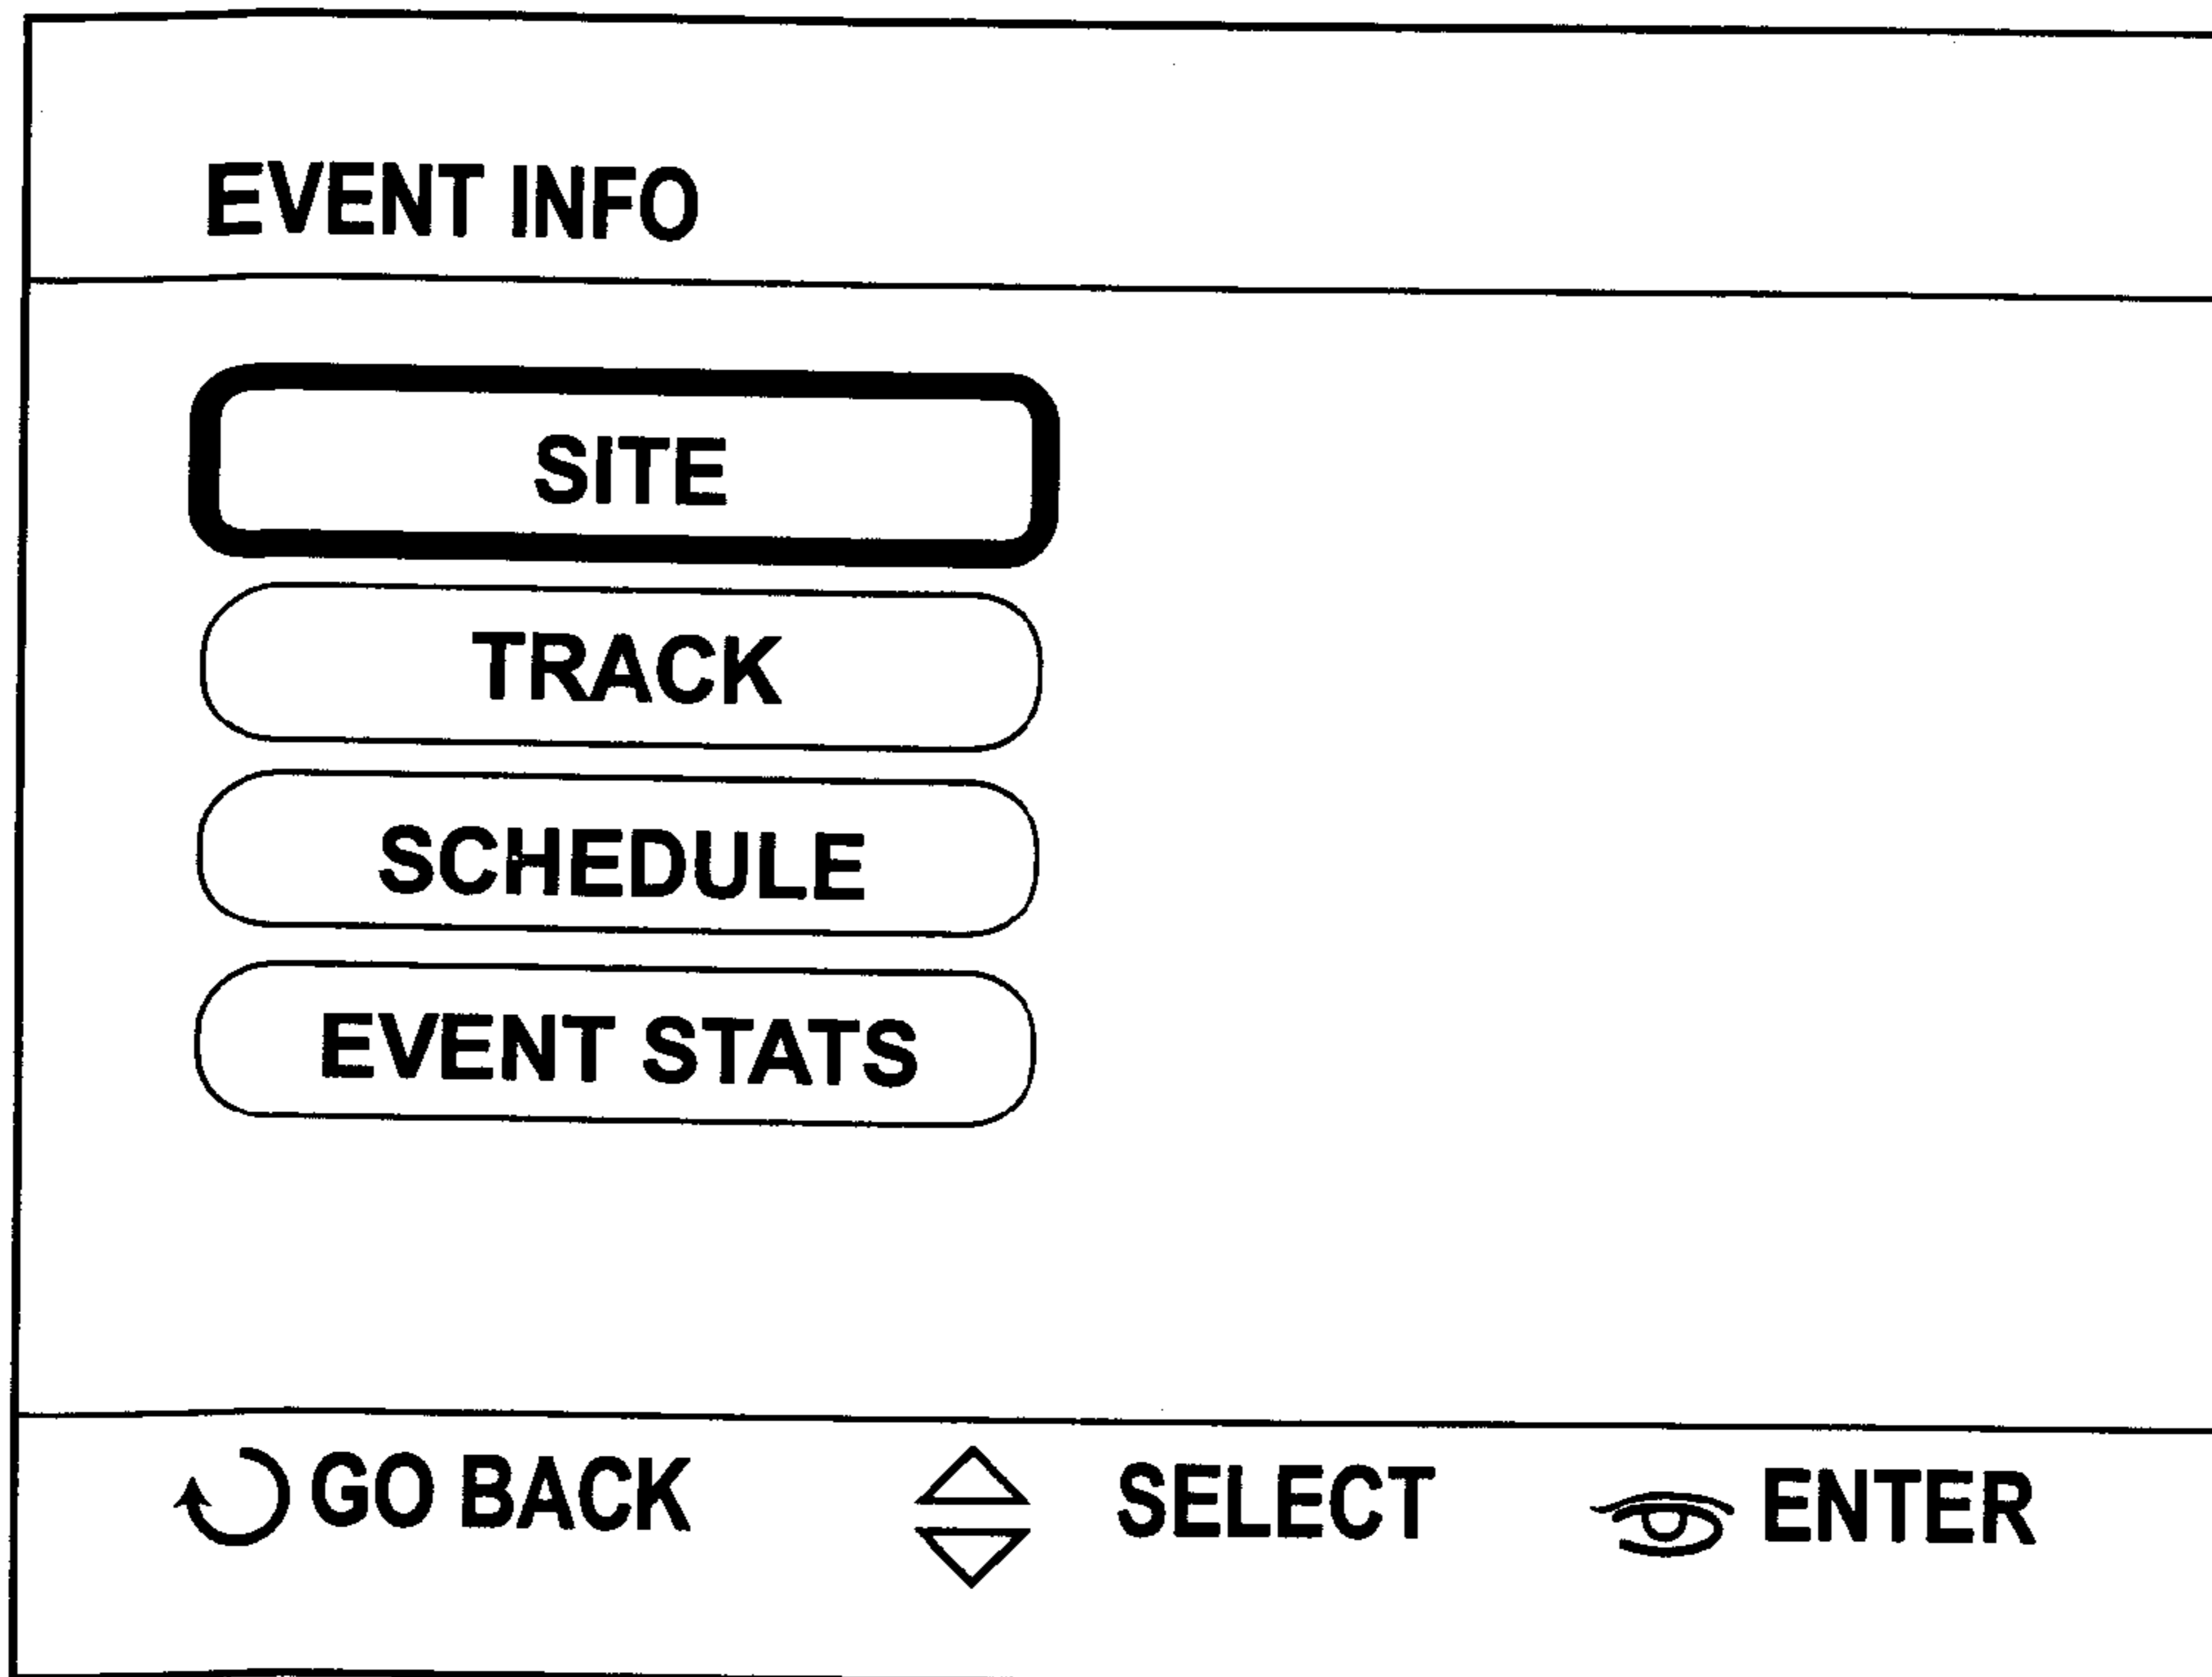 EVENT INFO
SITE
TRACK
SCHEDULE
EVENT STATS
GO BACK SELECT ENTER